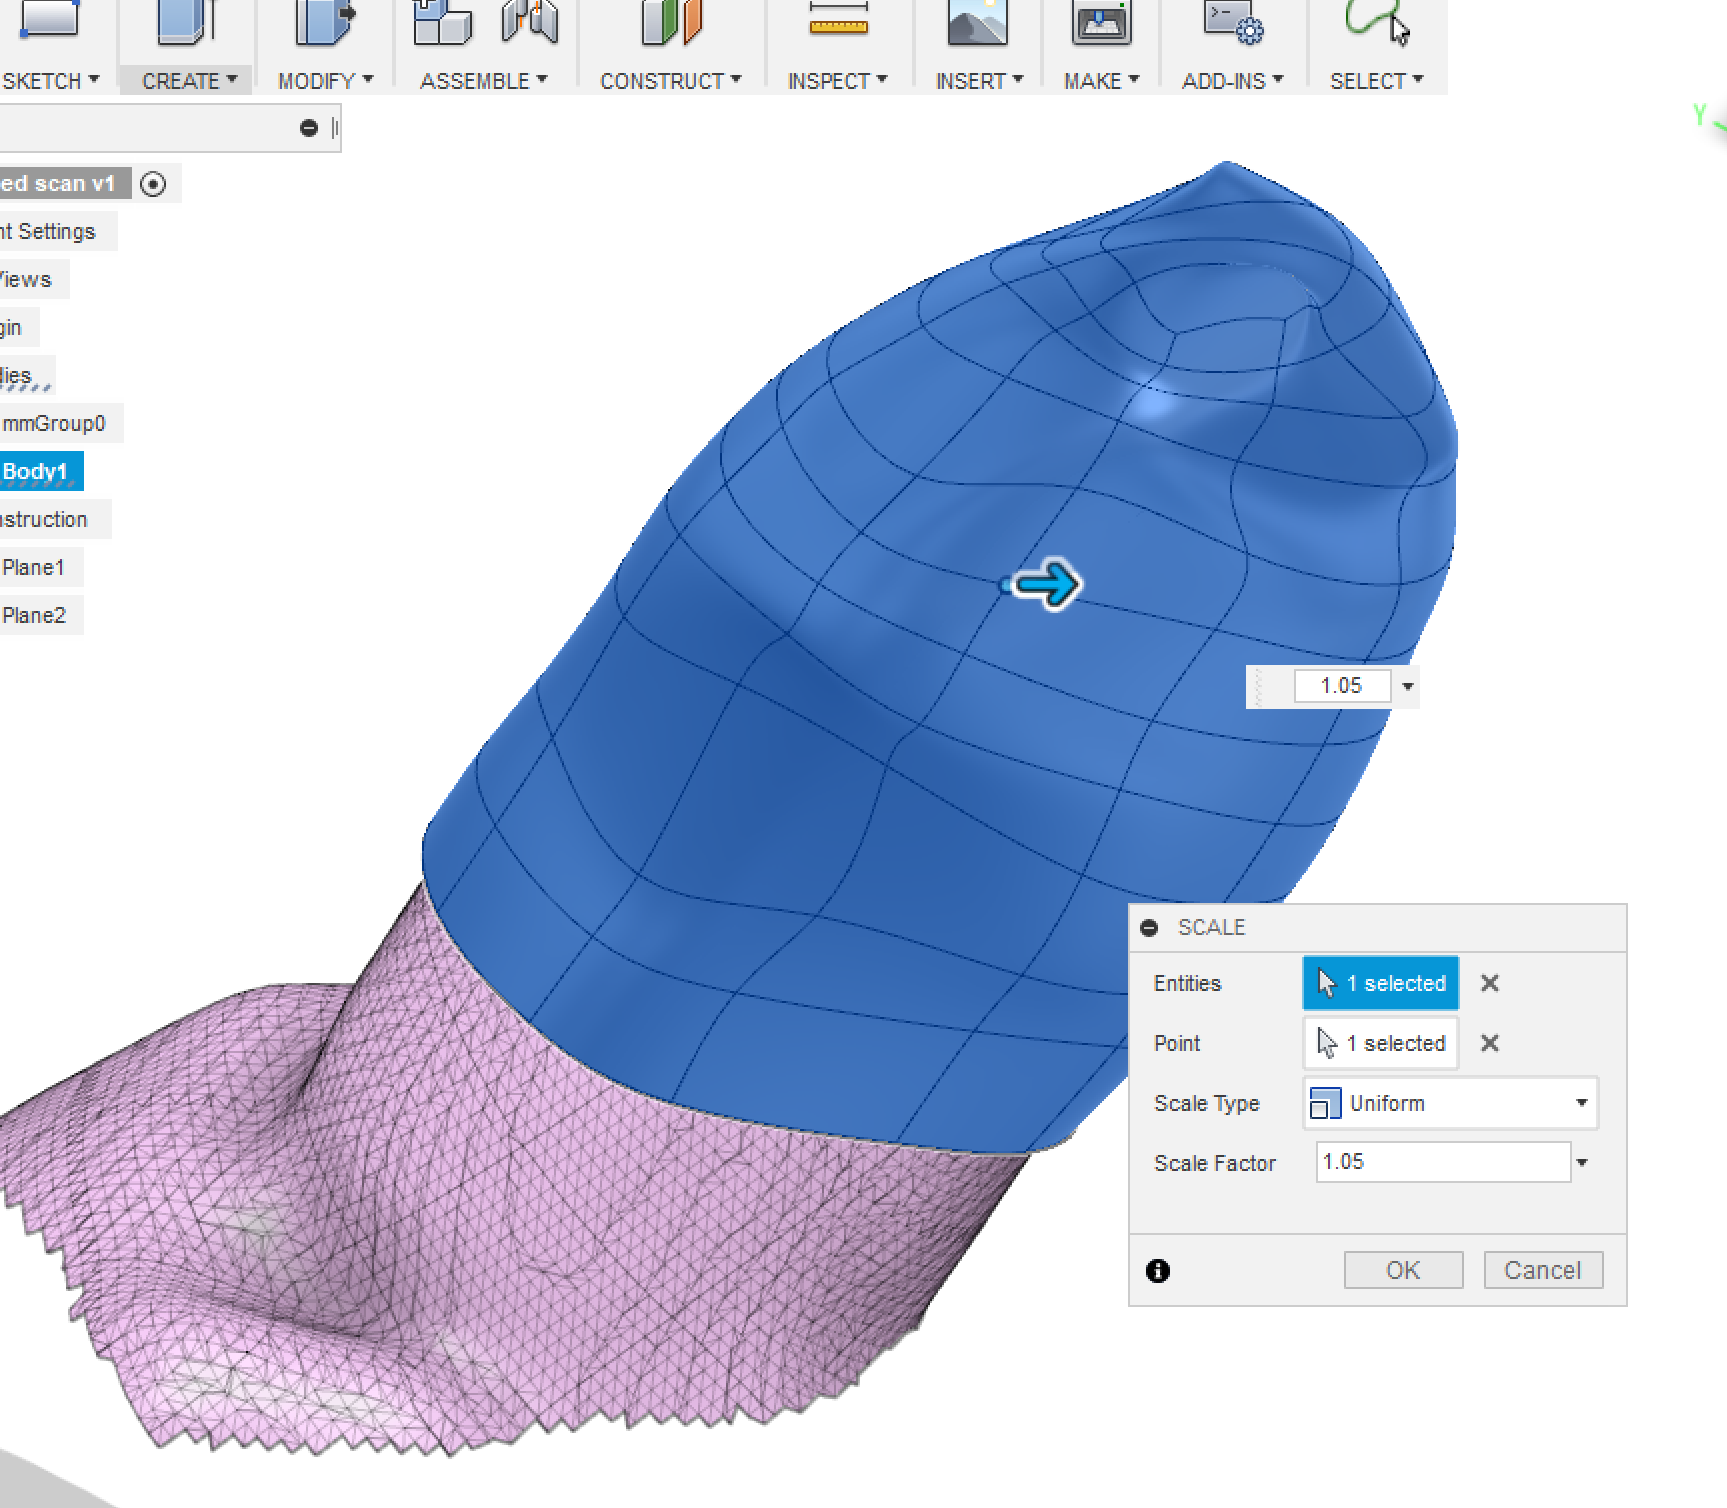 SKETCH CREATE MODIFY ASSEMBLE CONSTRUCT INSPECT INSERT MAKE ADD-INS SELECT
Y
ed scan v1
nt Settings
Views
gin
dies
mmGroup0
Body1
nstruction
Plane1
Plane2
1.05
SCALE
Entities 1 selected
Point 1 selected
Scale Type Uniform
Scale Factor 1.05
OK Cancel